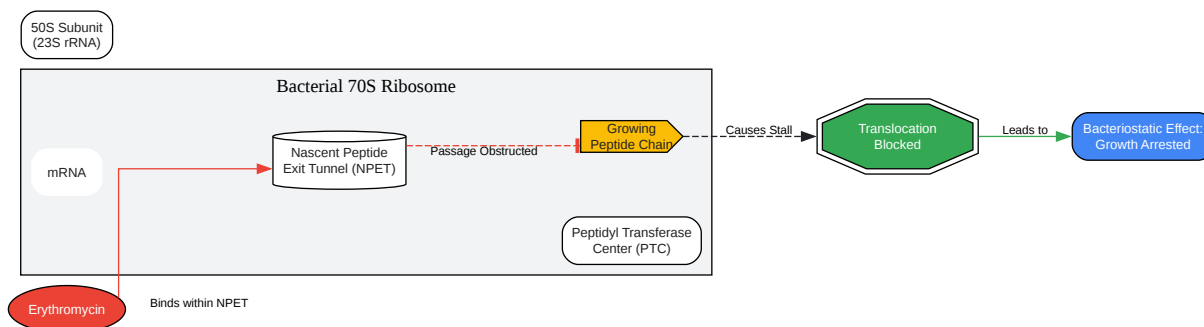 50S Subunit
(23S rRNA)
Bacterial 70S Ribosome
mRNA
Nascent Peptide
Exit Tunnel (NPET)
Passage Obstructed
Growing
Peptide Chain
Causes Stall
Translocation
Blocked
Leads to
Bacteriostatic Effect:
Growth Arrested
Peptidyl Transferase
Center (PTC)
Erythromycin
Binds within NPET